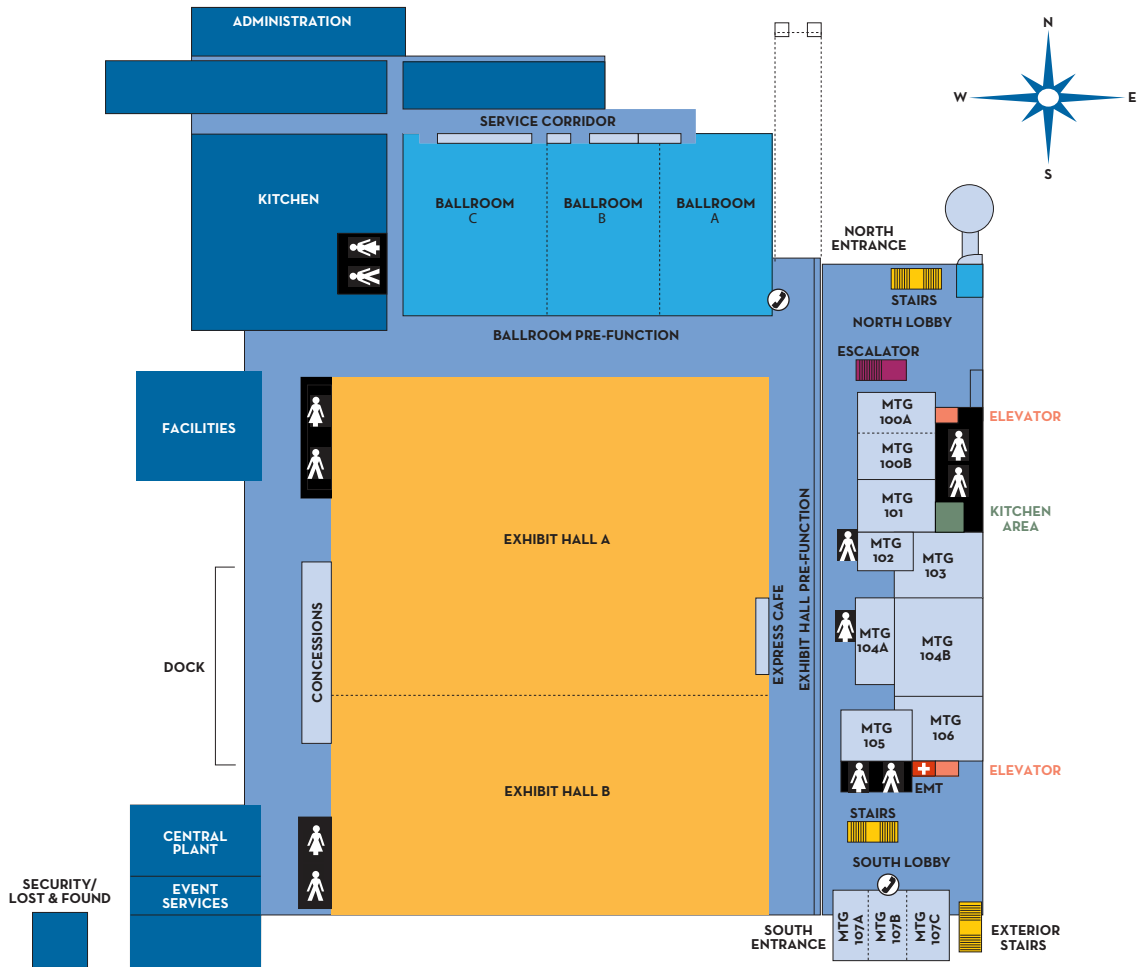 ADMINISTRATION
N
W
E
S
SERVICE CORRIDOR
KITCHEN
BALLROOM
C
BALLROOM
B
BALLROOM
A
NORTH
ENTRANCE
STAIRS
NORTH LOBBY
BALLROOM PRE-FUNCTION
ESCALATOR
FACILITIES
MTG
100A
ELEVATOR
MTG
100B
MTG
101
KITCHEN
AREA
EXHIBIT HALL A
MTG
102
MTG
103
EXHIBIT HALL PRE-FUNCTION
EXPRESS CAFE
CONCESSIONS
DOCK
MTG
104A
MTG
104B
MTG
105
MTG
106
ELEVATOR
EMT
EXHIBIT HALL B
STAIRS
CENTRAL
PLANT
SOUTH LOBBY
SECURITY/
LOST & FOUND
EVENT
SERVICES
SOUTH
ENTRANCE
MTG
107A
MTG
107B
MTG
107C
EXTERIOR
STAIRS